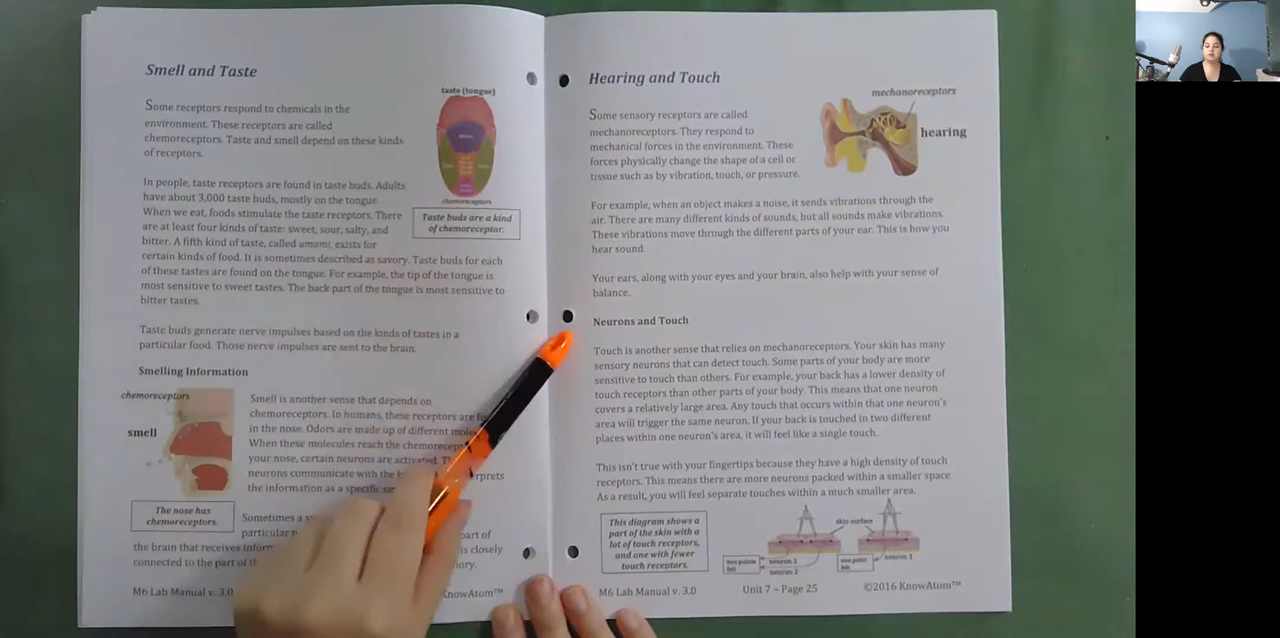 Smell and Taste
Some receptors respond to chemicals in the
environment. These receptors are called
chemoreceptors. Taste and smell depend on these kinds
of receptors.
taste (tongue)
chemoreceptors
Taste buds are a kind
of chemoreceptor.
In people, taste receptors are found in taste buds. Adults
have about 3,000 taste buds, mostly on the tongue.
When we eat, foods stimulate the taste receptors. There
are at least four kinds of taste: sweet, sour, salty, and
bitter. A fifth kind of taste, called umami, exists for
certain kinds of food. It is sometimes described as savory. Taste buds for each
of these tastes are found on the tongue. For example, the tip of the tongue is
most sensitive to sweet tastes. The back part of the tongue is most sensitive to
bitter tastes.
Taste buds generate nerve impulses based on the kinds of tastes in a
particular food. Those nerve impulses are sent to the brain.
Smelling Information
chemoreceptors
smell
The nose has
chemoreceptors.
Smell is another sense that depends on
chemoreceptors. In humans, these receptors are
in the nose. Odors are made up of different
When these molecules reach the
your nose, certain neurons are activated.
neurons communicate with the rprets
the information as a specific
Sometimes a
particular part of
the brain that receives is closely
connected to the part of ory.
M6 Lab Manual v. 3.0
KnowAtom™
Hearing and Touch
Some sensory receptors are called
mechanoreceptors. They respond to
mechanical forces in the environment. These
forces physically change the shape of a cell or
tissue such as by vibration, touch, or pressure.
mechanoreceptors
hearing
For example, when an object makes a noise, it sends vibrations through the
air. There are many different kinds of sounds, but all sounds make vibrations.
These vibrations move through the different parts of your ear. This is how you
hear sound.
Your ears, along with your eyes and your brain, also help with your sense of
balance.
Neurons and Touch
Touch is another sense that relies on mechanoreceptors. Your skin has many
sensory neurons that can detect touch. Some parts of your body are more
sensitive to touch than others. For example, your back has a lower density of
touch receptors than other parts of your body. This means that one neuron
covers a relatively large area. Any touch that occurs within that one neuron's
area will trigger the same neuron. If your back is touched in two different
places within one neuron's area, it will feel like a single touch.
This isn't true with your fingertips because they have a high density of touch
receptors. This means there are more neurons packed within a smaller space.
As a result, you will feel separate touches within a much smaller area.
This diagram shows a
part of the skin with a
lot of touch receptors,
and one with fewer
touch receptors.
skin surface
two points
felt
neuron 1
neuron 2
one point
felt
neuron 1
M6 Lab Manual v. 3.0
Unit 7 – Page 25
©2016 KnowAtom™